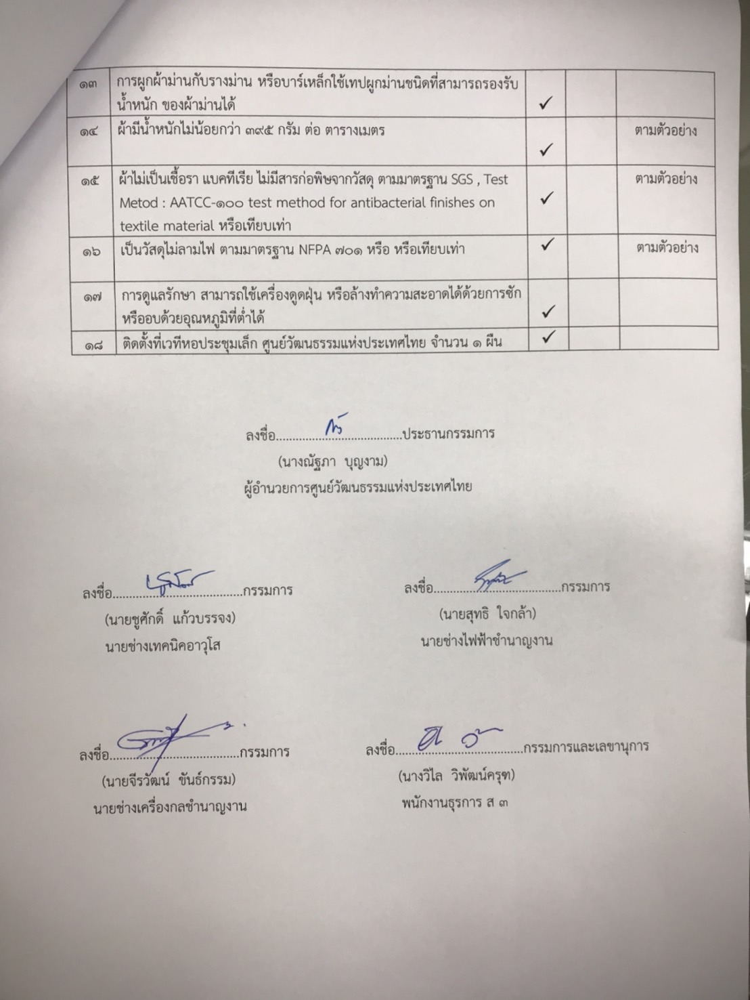 ๑๓ การผูกผ้าม่านกับรางม่าน หรือบาร์เหล็กใช้เทปผูกม่านชนิดที่สามารถรองรับ
น้ำหนัก ของผ้าม่านได้ ✓
๑๔ ผ้ามีน้ำหนักไม่น้อยกว่า ๓๙๕ กรัม ต่อ ตารางเมตร ✓ ตามตัวอย่าง
๑๕ ผ้าไม่เป็นเชื้อรา แบคทีเรีย ไม่มีสารก่อพิษจากวัสดุ ตามมาตรฐาน SGS , Test ตามตัวอย่าง
Metod : AATCC-๑๐๐ test method for antibacterial finishes on ✓
textile material หรือเทียบเท่า
๑๖ เป็นวัสดุไม่ลามไฟ ตามมาตรฐาน NFPA ๗๐๑ หรือ หรือเทียบเท่า ✓ ตามตัวอย่าง
๑๗ การดูแลรักษา สามารถใช้เครื่องดูดฝุ่น หรือล้างทำความสะอาดได้ด้วยการซัก
หรืออบด้วยอุณหภูมิที่ต่ำได้ ✓
๑๘ ติดตั้งที่เวทีหอประชุมเล็ก ศูนย์วัฒนธรรมแห่งประเทศไทย จำนวน ๑ ผืน ✓
ลงชื่อ......................................ประธานกรรมการ
(นางณัฐภา บุญงาม)
ผู้อำนวยการศูนย์วัฒนธรรมแห่งประเทศไทย
ลงชื่อ.......................................กรรมการ
(นายชูศักดิ์ แก้วบรรจง)
นายช่างเทคนิคอาวุโส
ลงชื่อ......................................กรรมการ
(นายสุทธิ ใจกล้า)
นายช่างไฟฟ้าชำนาญงาน
ลงชื่อ.......................................กรรมการ
(นายจีรวัฒน์ ขันธ์กรรม)
นายช่างเครื่องกลชำนาญงาน
ลงชื่อ......................................กรรมการและเลขานุการ
(นางวิไล วิพัฒน์ครุฑ)
พนักงานธุรการ ส ๓